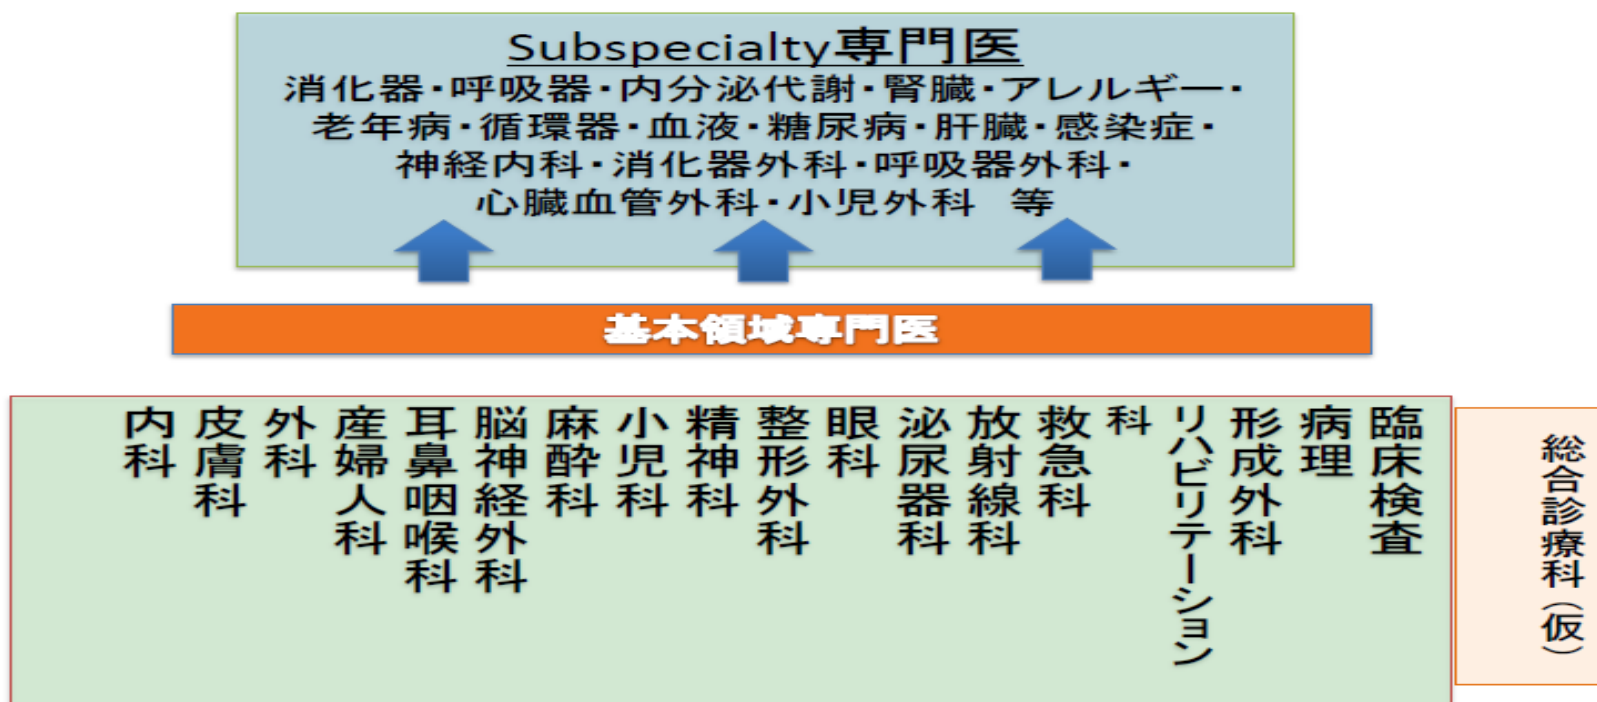 Subspecialty専門医
消化器・呼吸器・内分泌代謝・腎臓・アレルギー・
老年病・循環器・血液・糖尿病・肝臓・感染症・
神経内科・消化器外科・呼吸器外科・
心臓血管外科・小児外科　等
基本領域専門医
内科
皮膚科
外科
産婦人科
耳鼻咽喉科
脳神経外科
麻酔科
小児科
精神科
整形外科
眼科
泌尿器科
放射線科
救急科
科
リハビリテーション
形成外科
病理
臨床検査
総合診療科（仮）